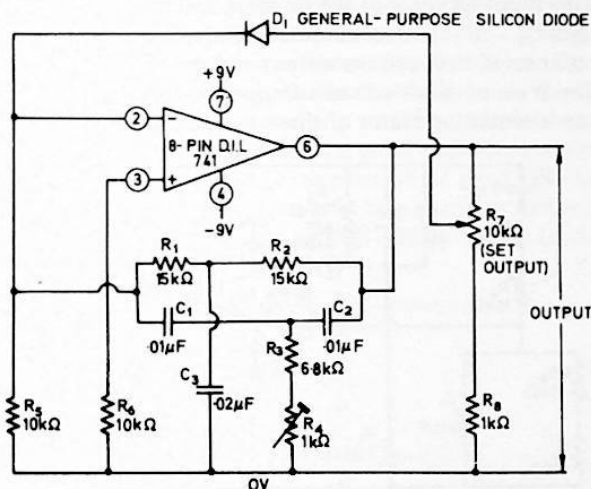 D1 GENERAL-PURPOSE SILICON DIODE
+9V
7
2
-
8-PIN D.I.L
741
6
3
+
4
-9V
R7
10kΩ
(SET
OUTPUT)
R1
15kΩ
R2
15kΩ
OUTPUT
C1
.01µF
C2
.01µF
R3
6.8kΩ
C3
.02µF
R5
10kΩ
R6
10kΩ
R4
1kΩ
R8
1kΩ
0V